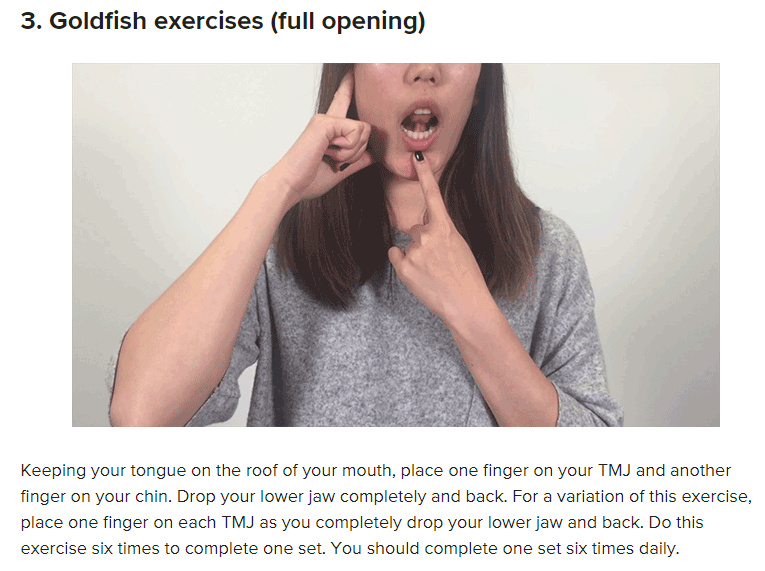 3. Goldfish exercises (full opening)
Keeping your tongue on the roof of your mouth, place one finger on your TMJ and another
finger on your chin. Drop your lower jaw completely and back. For a variation of this exercise,
place one finger on each TMJ as you completely drop your lower jaw and back. Do this
exercise six times to complete one set. You should complete one set six times daily.